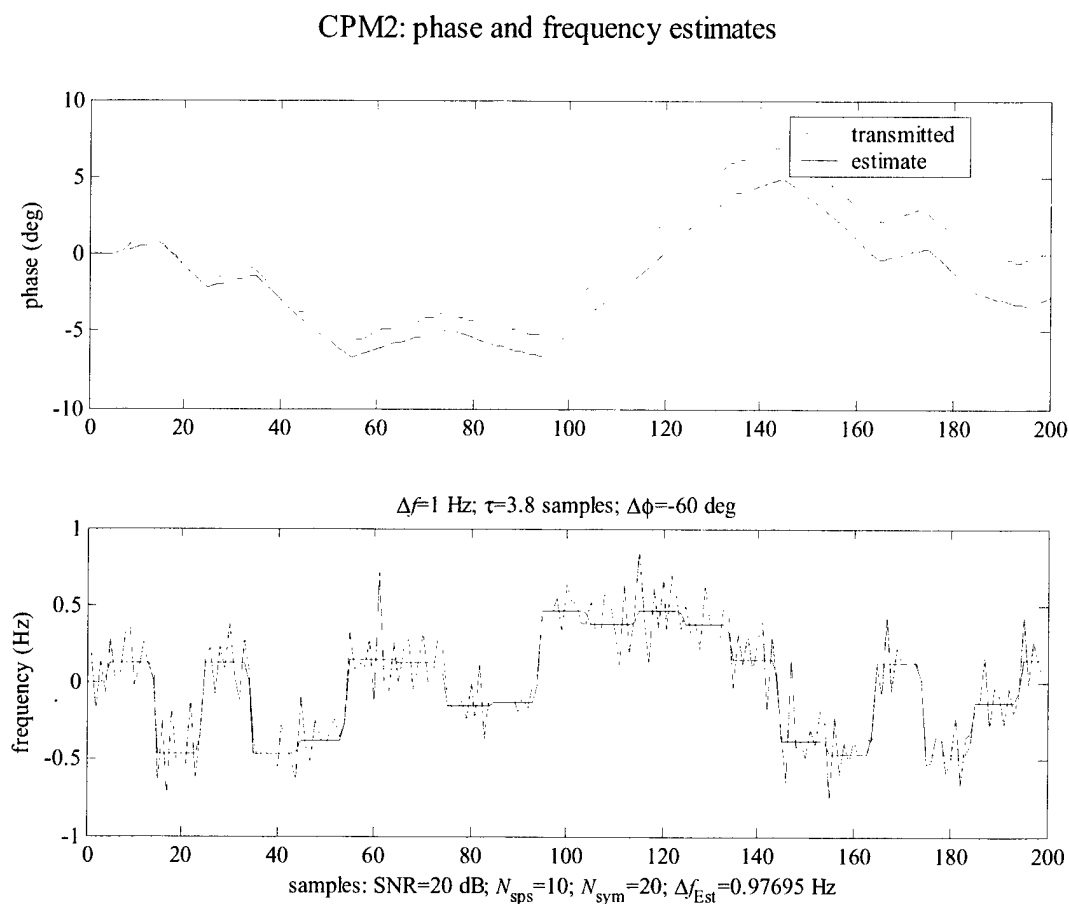 CPM2: phase and frequency estimates
10
5
0
-5
-10
phase (deg)
transmitted
estimate
0 20 40 60 80 100 120 140 160 180 200
Δf=1 Hz; τ=3.8 samples; Δϕ=-60 deg
1
0.5
0
-0.5
-1
frequency (Hz)
0 20 40 60 80 100 120 140 160 180 200
samples: SNR=20 dB; N_sps=10; N_sym=20; Δf_Est=0.97695 Hz